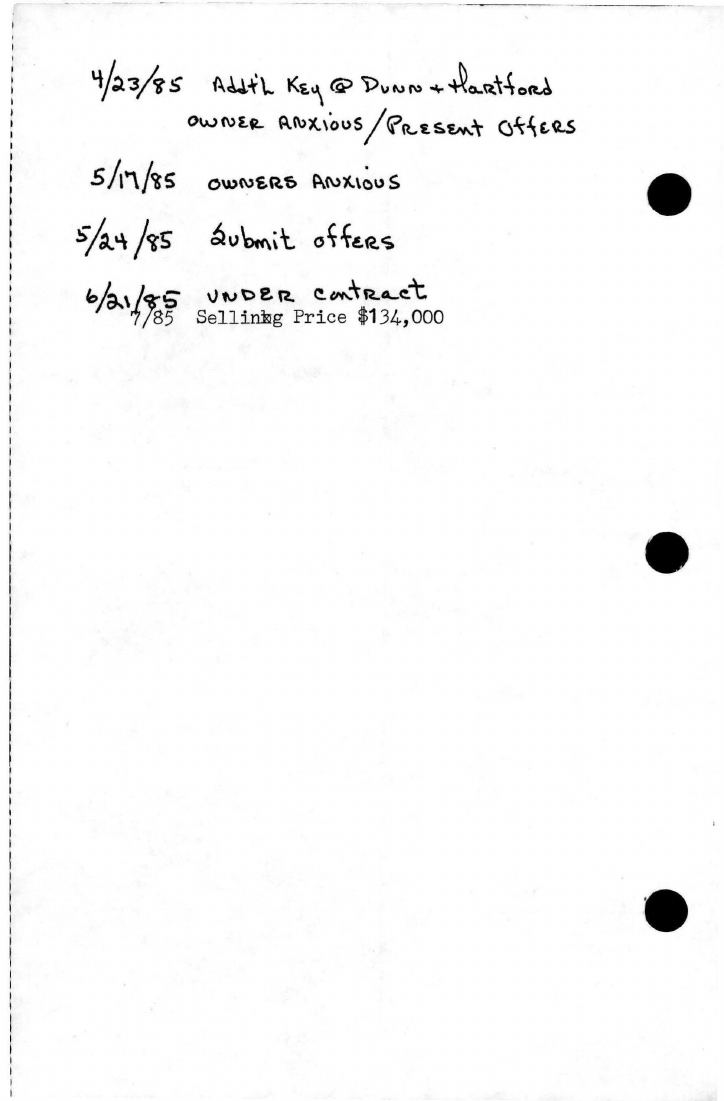 4/23/85 Addt'l Key @ Dunn + Hartford
OWNER ANXIOUS/PRESENT OffERS
5/17/85 OWNERS ANXIOUS
5/24/85 Submit offERS
6/21/85 UNDER contRact
7/85 Sellinkg Price $134,000